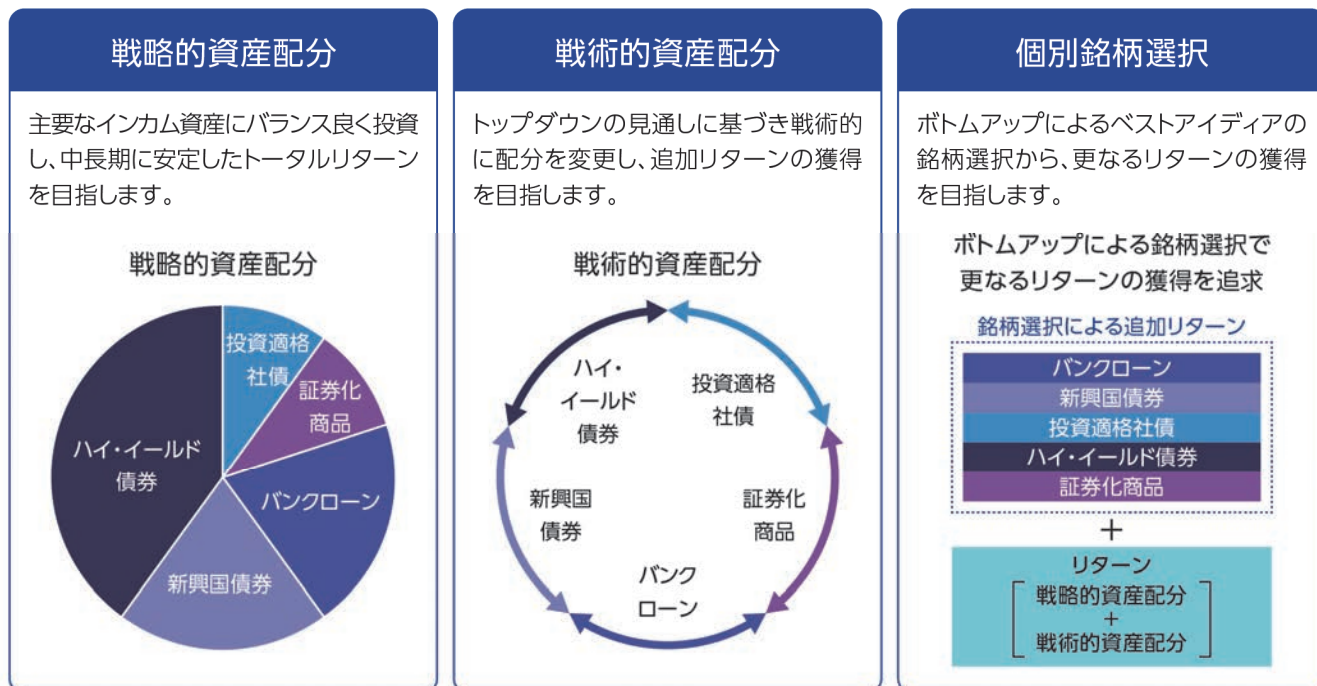 戦略的資産配分
主要なインカム資産にバランス良く投資
し、中長期に安定したトータルリターン
を目指します。
戦略的資産配分
投資適格
社債
証券化
商品
ハイ・イールド
債券
バンクローン
新興国債券
戦術的資産配分
トップダウンの見通しに基づき戦術的
に配分を変更し、追加リターンの獲得
を目指します。
戦術的資産配分
ハイ・
イールド
債券
投資適格
社債
新興国
債券
証券化
商品
バンク
ローン
個別銘柄選択
ボトムアップによるベストアイディアの
銘柄選択から、更なるリターンの獲得
を目指します。
ボトムアップによる銘柄選択で
更なるリターンの獲得を追求
銘柄選択による追加リターン
バンクローン
新興国債券
投資適格社債
ハイ・イールド債券
証券化商品
+
リターン
戦略的資産配分
+
戦術的資産配分